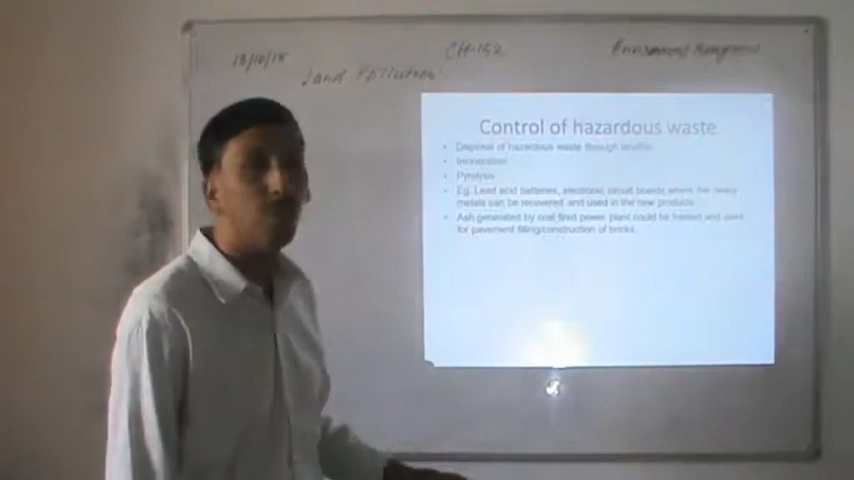 18/10/15
CH-152
Environment Management
Land Pollution
Control of hazardous waste
• Disposal of hazardous waste through landfills.
• Incineration
• Pyrolysis
• Eg. Lead acid batteries, electronic circuit boards where the heavy
metals can be recovered and used in the new products.
• Ash generated by coal fired power plant could be treated and used
for pavement filling/construction of bricks.